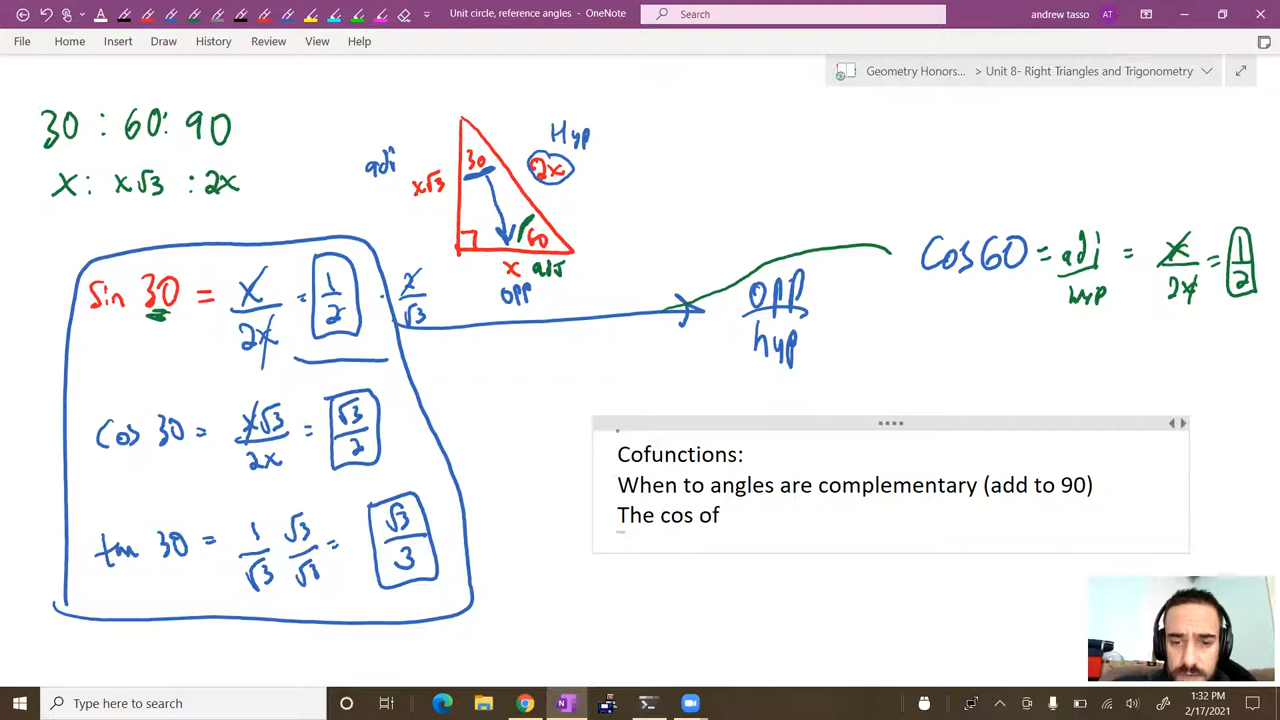 Unit circle, reference angles - OneNote
Search
andrew tasso
AT
File Home Insert Draw History Review View Help
Geometry Honors... > Unit 8- Right Triangles and Trigonometry
30 : 60 : 90
x : x√3 : 2x
Hyp
adj
30
2x
x√3
60
x adj
opp
sin 30 = x/2x = 1/2 · 2/√3
cos 30 = x√3/2x = √3/2
tan 30 = 1/√3 √3/√3 = √3/3
opp/hyp
Cos 60 = adj/hyp = x/2x = 1/2
Cofunctions:
When to angles are complementary (add to 90)
The cos of
Type here to search
1:32 PM
2/17/2021